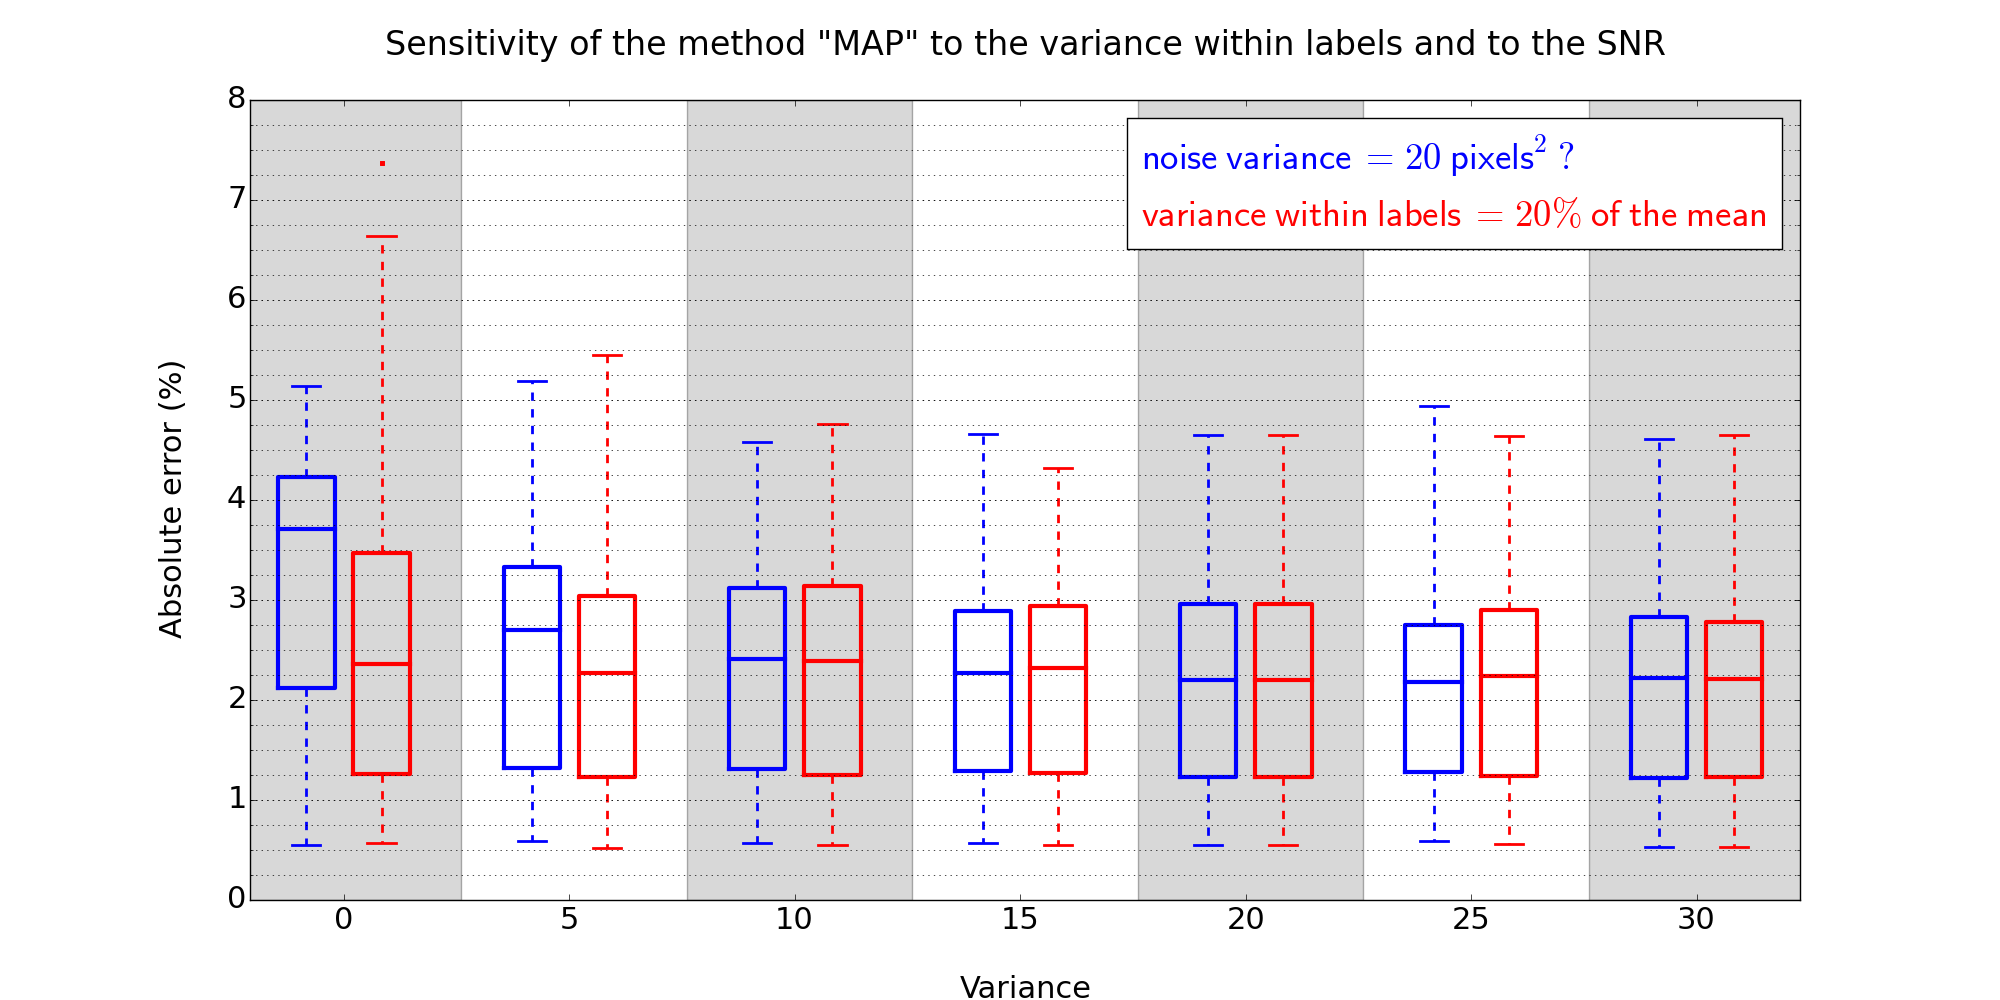 Sensitivity of the method "MAP" to the variance within labels and to the SNR
noise variance = 20 pixels² ?
variance within labels = 20% of the mean
8
7
6
5
4
3
2
1
0
Absolute error (%)
0 5 10 15 20 25 30
Variance